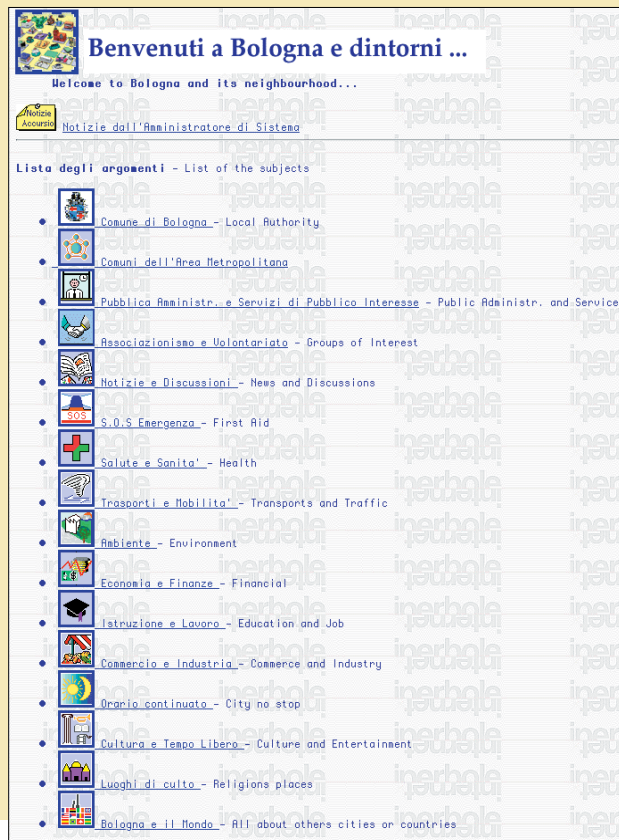 Benvenuti a Bologna e dintorni ...
Welcome to Bologna and its neighbourhood...
Notizie
Accursio
Notizie dall'Amministratore di Sistema
Lista degli argomenti - List of the subjects
Comune di Bologna - Local Authority
Comuni dell'Area Metropolitana
Pubblica Amministr. e Servizi di Pubblico Interesse - Public Administr. and Service
Associazionismo e Volontariato - Groups of Interest
Notizie e Discussioni - News and Discussions
SOS
S.O.S Emergenza - First Aid
Salute e Sanita' - Health
Trasporti e Mobilita' - Transports and Traffic
Ambiente - Environment
$
Economia e Finanze - Financial
Istruzione e Lavoro - Education and Job
Commercio e Industria - Commerce and Industry
Orario continuato - City no stop
Cultura e Tempo Libero - Culture and Entertainment
Luoghi di culto - Religions places
Bologna e il Mondo - All about others cities or countries